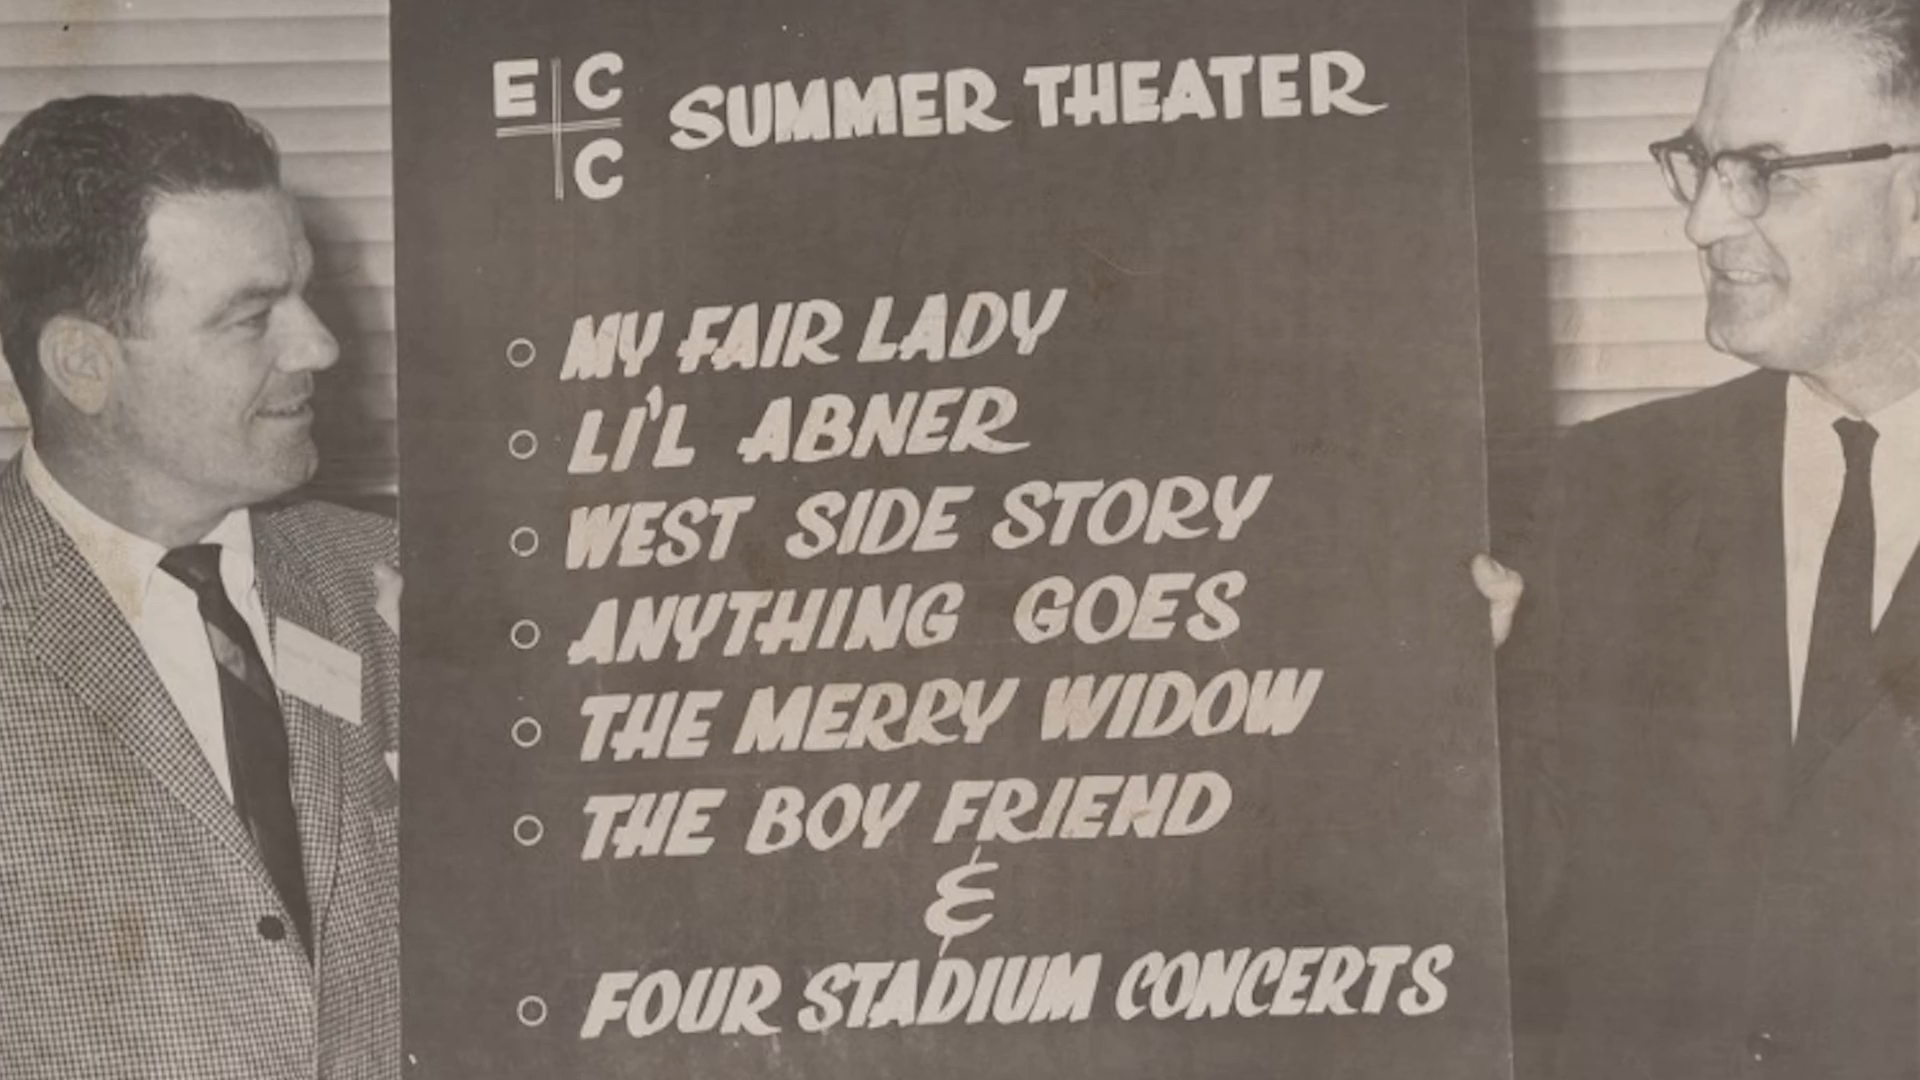 E C SUMMER THEATER
C
MY FAIR LADY
LI'L ABNER
WEST SIDE STORY
ANYTHING GOES
THE MERRY WIDOW
THE BOY FRIEND
&
FOUR STADIUM CONCERTS